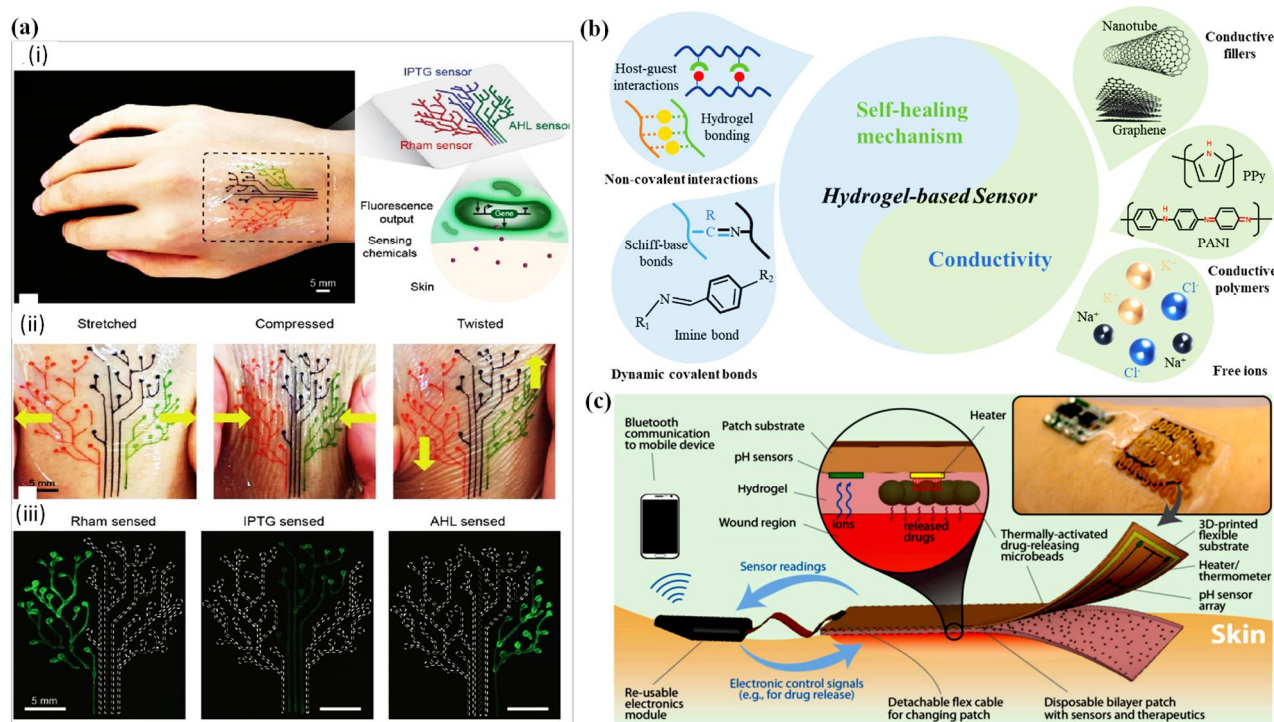 (a)
(i)
IPTG sensor
AHL sensor
Rham sensor
Fluorescence
output
Gene
Sensing
chemicals
Skin
5 mm
(ii)
Stretched
Compressed
Twisted
5 mm
(iii)
Rham sensed
IPTG sensed
AHL sensed
5 mm
(b)
Host-guest
interactions
Hydrogel
bonding
Non-covalent interactions
Schiff-base
bonds
R
C
N
N
R1
R2
Imine bond
Dynamic covalent bonds
Self-healing
mechanism
Hydrogel-based Sensor
Conductivity
Nanotube
Graphene
Conductive
fillers
H
N
PPy
H
N
N
PANI
Conductive
polymers
K+
Cl-
K+
Na+
Cl-
Na+
Free ions
(c)
Bluetooth
communication
to mobile device
Patch substrate
pH sensors
Hydrogel
Wound region
Heater
ions
released
drugs
Thermally-activated
drug-releasing
microbeads
3D-printed
flexible
substrate
Heater/
thermometer
pH sensor
array
Skin
Sensor readings
Electronic control signals
(e.g., for drug release)
Re-usable
electronics
module
Detachable flex cable
for changing patch
Disposable bilayer patch
with sensors and therapeutics